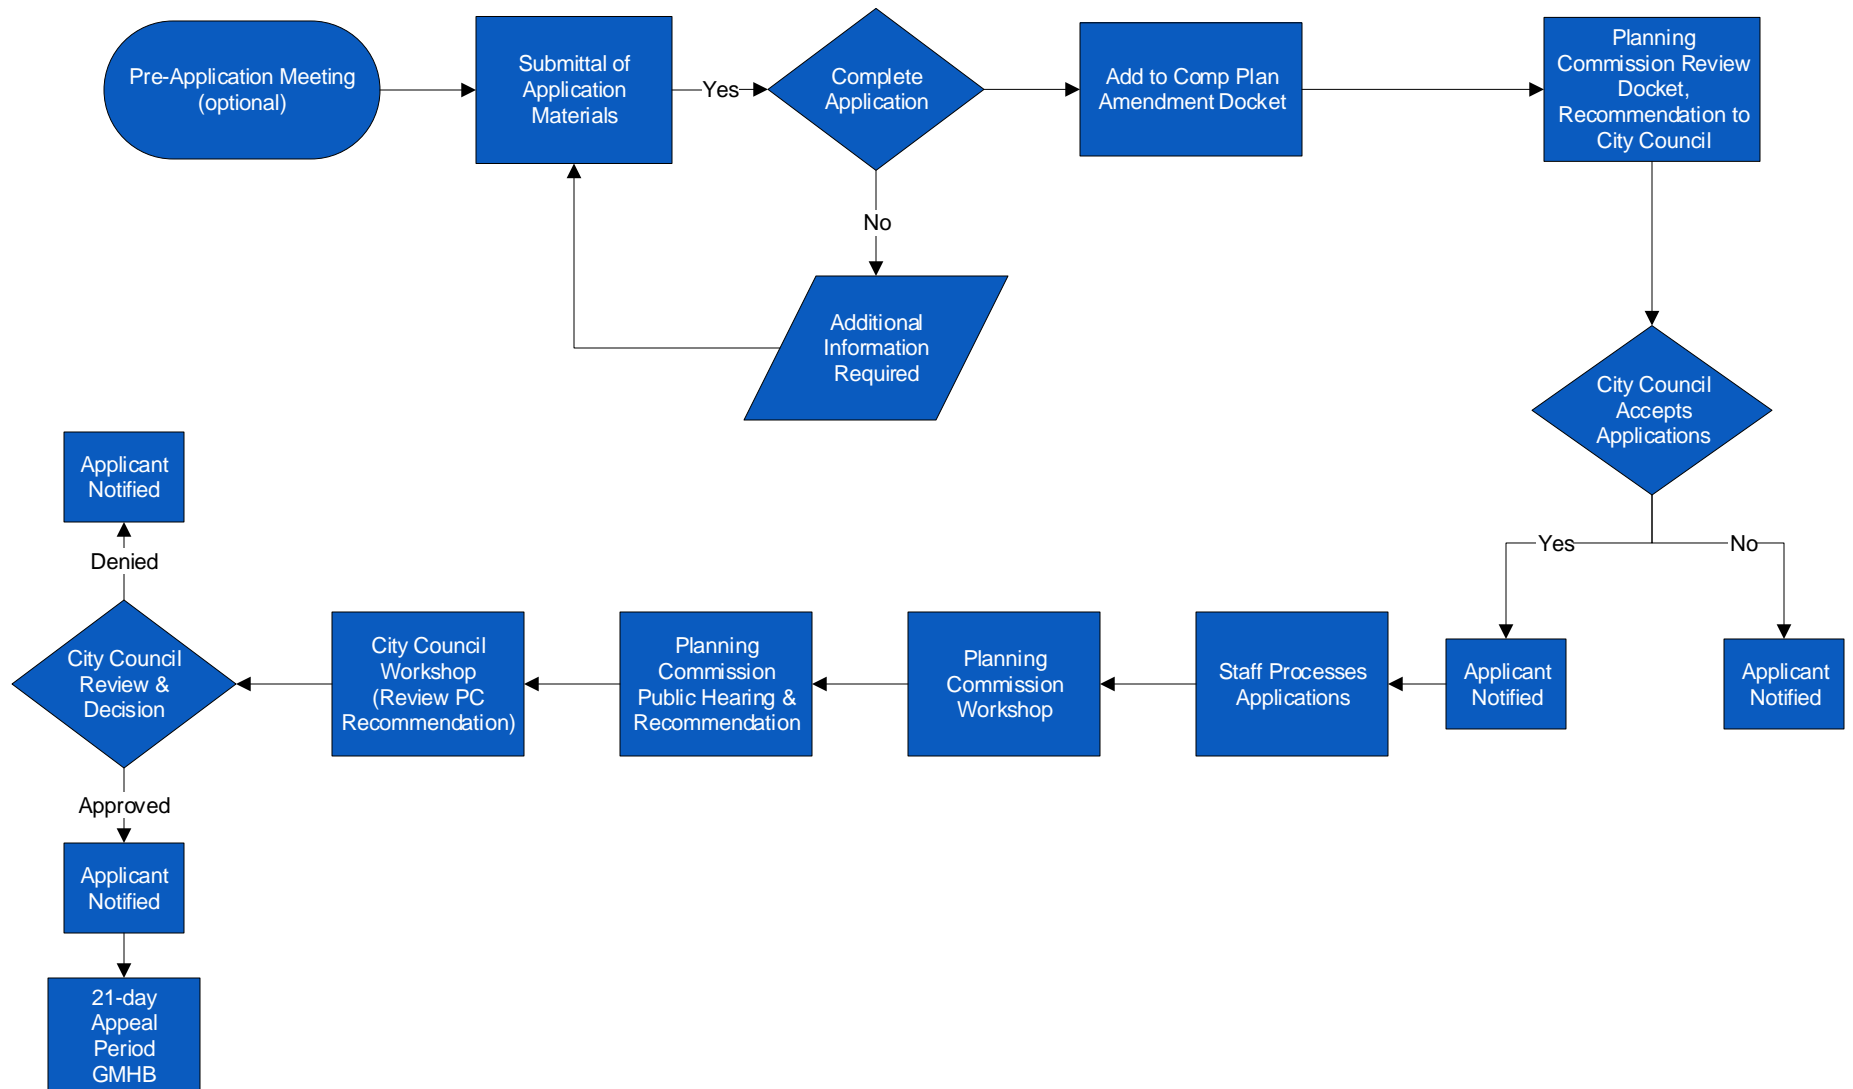 Pre-Application Meeting
(optional)
Submittal of
Application
Materials
Yes
Complete
Application
Add to Comp Plan
Amendment Docket
Planning
Commission Review
Docket,
Recommendation to
City Council
No
Additional
Information
Required
City Council
Accepts
Applications
Yes
No
Applicant
Notified
Applicant
Notified
Staff Processes
Applications
Planning
Commission
Workshop
Planning
Commission
Public Hearing &
Recommendation
City Council
Workshop
(Review PC
Recommendation)
City Council
Review &
Decision
Denied
Applicant
Notified
Approved
Applicant
Notified
21-day
Appeal
Period
GMHB